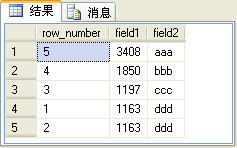 结果 消息
row_number field1 field2
1 5 3408 aaa
2 4 1850 bbb
3 3 1197 ccc
4 1 1163 ddd
5 2 1163 ddd